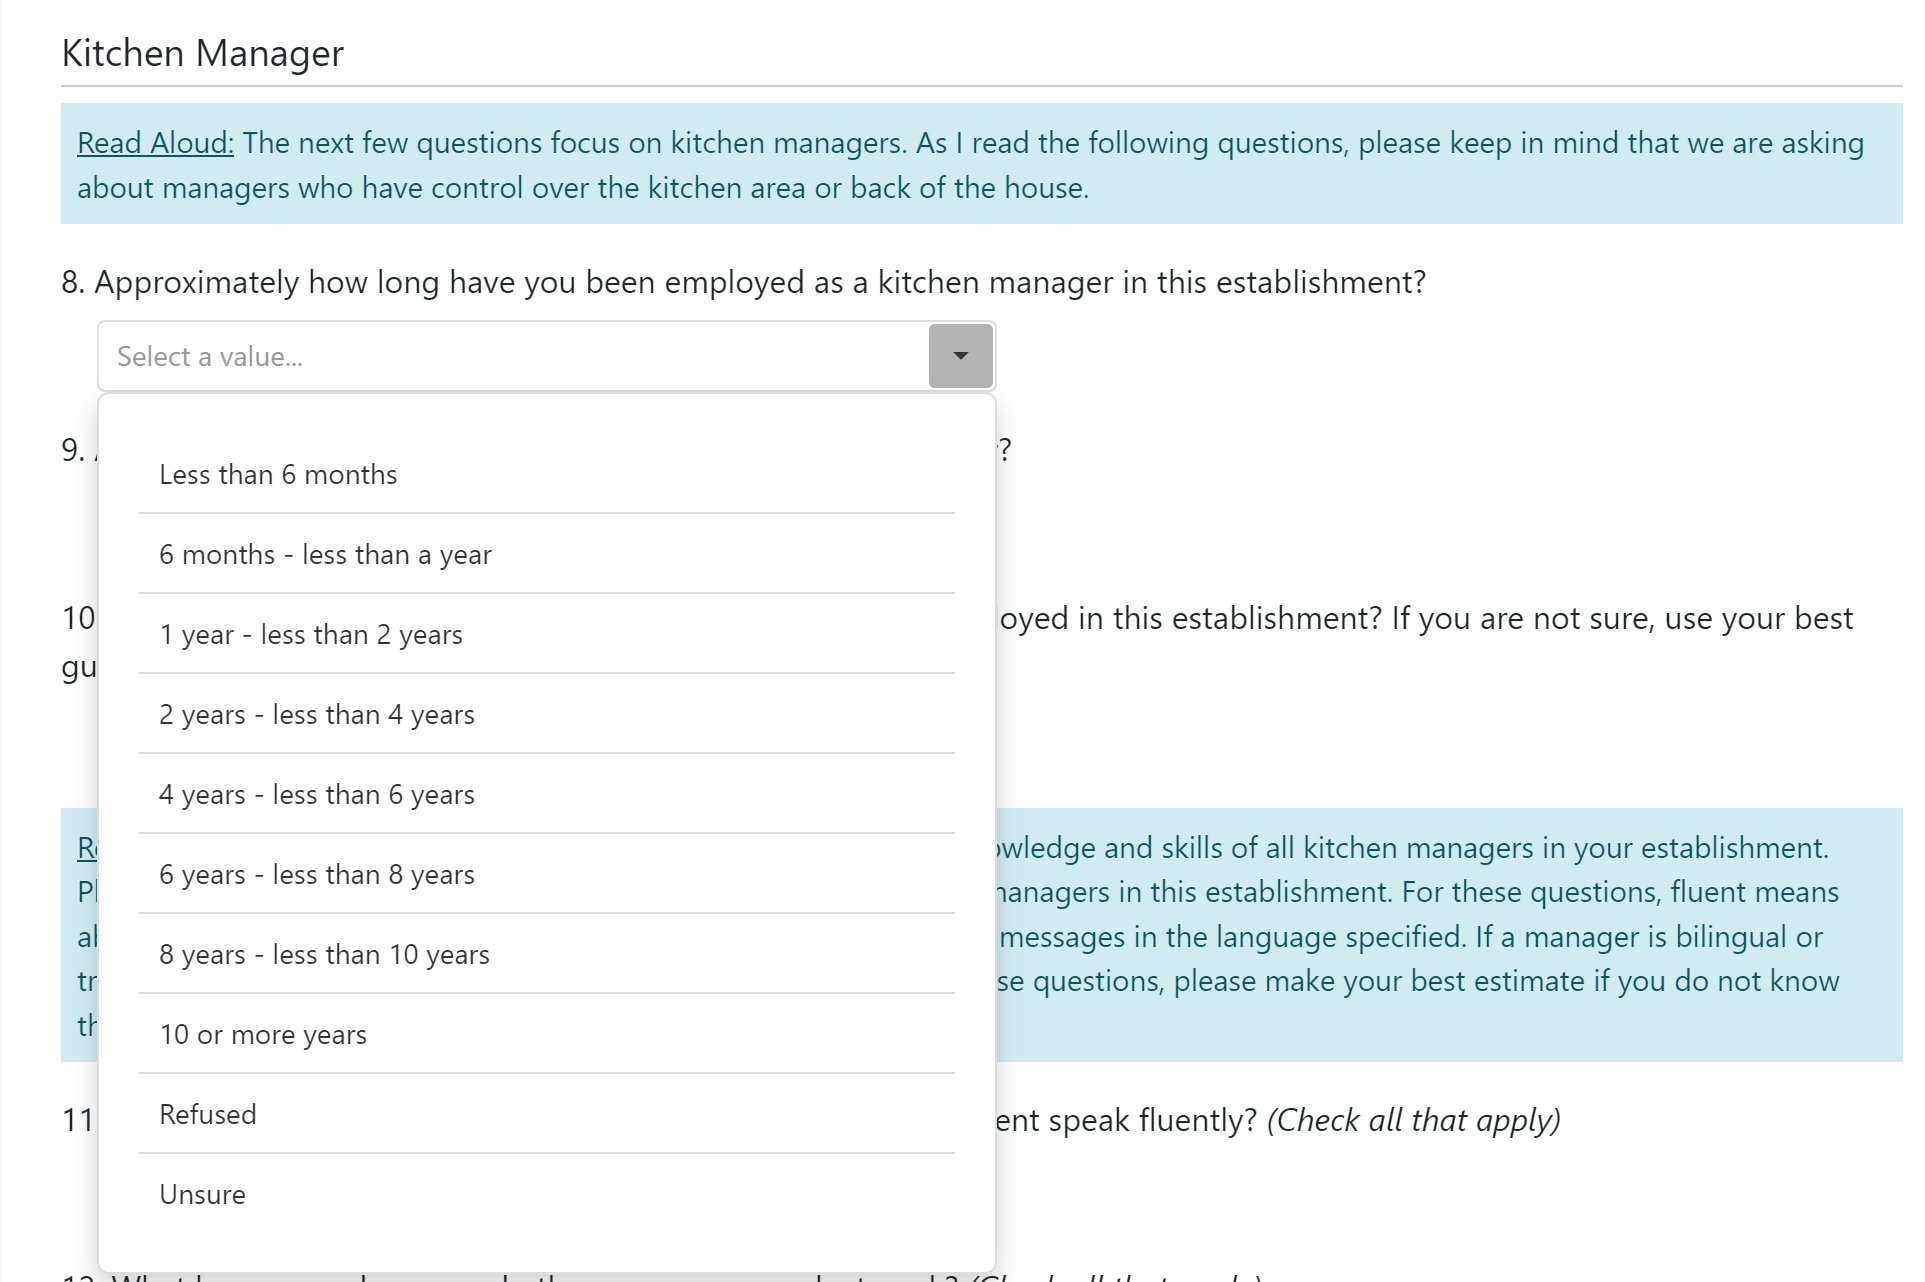 Kitchen Manager
Read Aloud: The next few questions focus on kitchen managers. As I read the following questions, please keep in mind that we are asking
about managers who have control over the kitchen area or back of the house.
8. Approximately how long have you been employed as a kitchen manager in this establishment?
Select a value...
Less than 6 months
6 months - less than a year
1 year - less than 2 years
2 years - less than 4 years
4 years - less than 6 years
6 years - less than 8 years
8 years - less than 10 years
10 or more years
Refused
Unsure
9. ?
10 in this establishment? If you are not sure, use your best
and skills of all kitchen managers in your establishment.
in this establishment. For these questions, fluent means
messages in the language specified. If a manager is bilingual or
questions, please make your best estimate if you do not know
11 speak fluently? (Check all that apply)